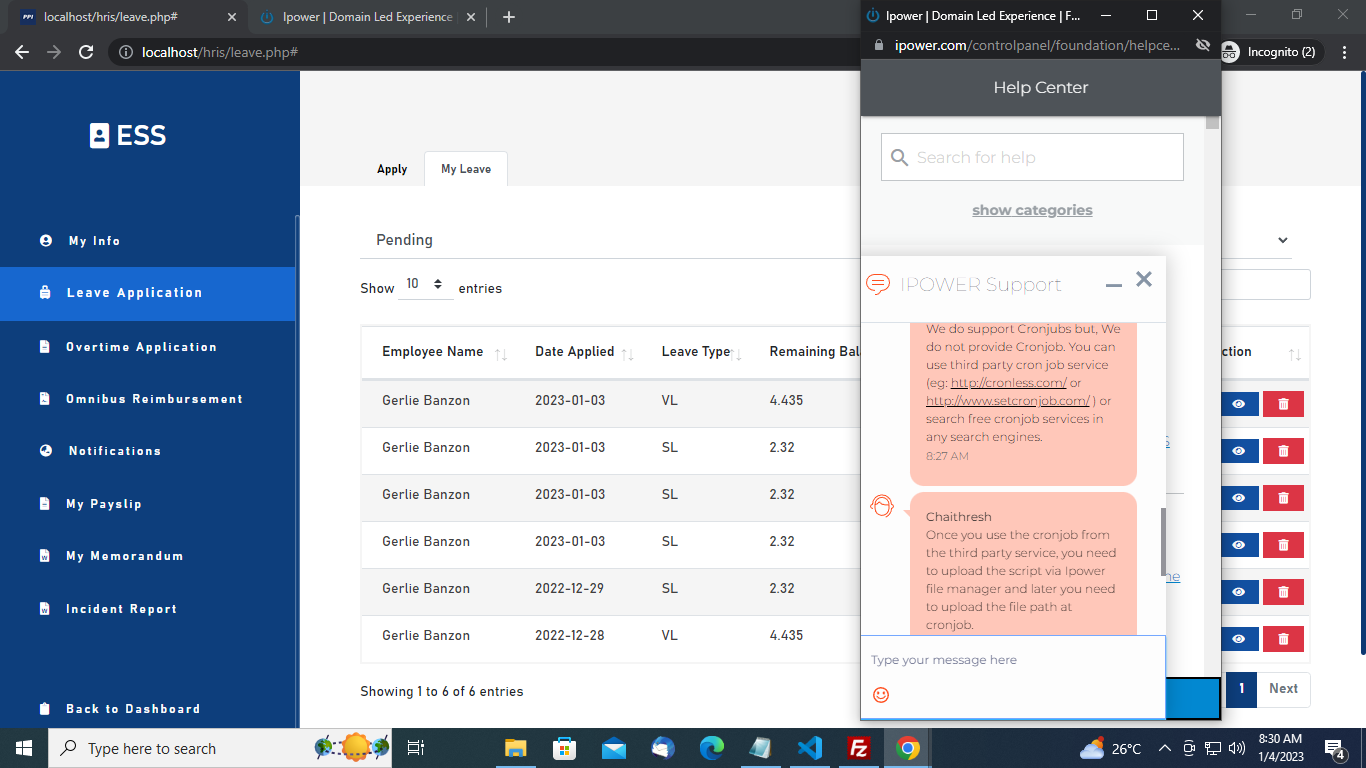 localhost/hris/leave.php#
Ipower | Domain Led Experience
localhost/hris/leave.php#
Incognito (2)
ESS
My Info
Leave Application
Overtime Application
Omnibus Reimbursement
Notifications
My Payslip
My Memorandum
Incident Report
Back to Dashboard
Apply
My Leave
Pending
Show 10 entries
Employee Name Date Applied Leave Type Remaining Bal
ction
Gerlie Banzon 2023-01-03 VL 4.435
Gerlie Banzon 2023-01-03 SL 2.32
Gerlie Banzon 2023-01-03 SL 2.32
Gerlie Banzon 2023-01-03 SL 2.32
Gerlie Banzon 2022-12-29 SL 2.32
Gerlie Banzon 2022-12-28 VL 4.435
Showing 1 to 6 of 6 entries
1 Next
Ipower | Domain Led Experience | F...
ipower.com/controlpanel/foundation/helpce...
Help Center
Search for help
show categories
IPOWER Support
We do support Cronjubs but, We
do not provide Cronjob. You can
use third party cron job service
(eg: http://cronless.com/ or
http://www.setcronjob.com/ ) or
search free cronjob services in
any search engines.
8:27 AM
Chaithresh
Once you use the cronjob from
the third party service, you need
to upload the script via Ipower
file manager and later you need
to upload the file path at
cronjob.
Type your message here
Type here to search
26°C
8:30 AM
1/4/2023
4